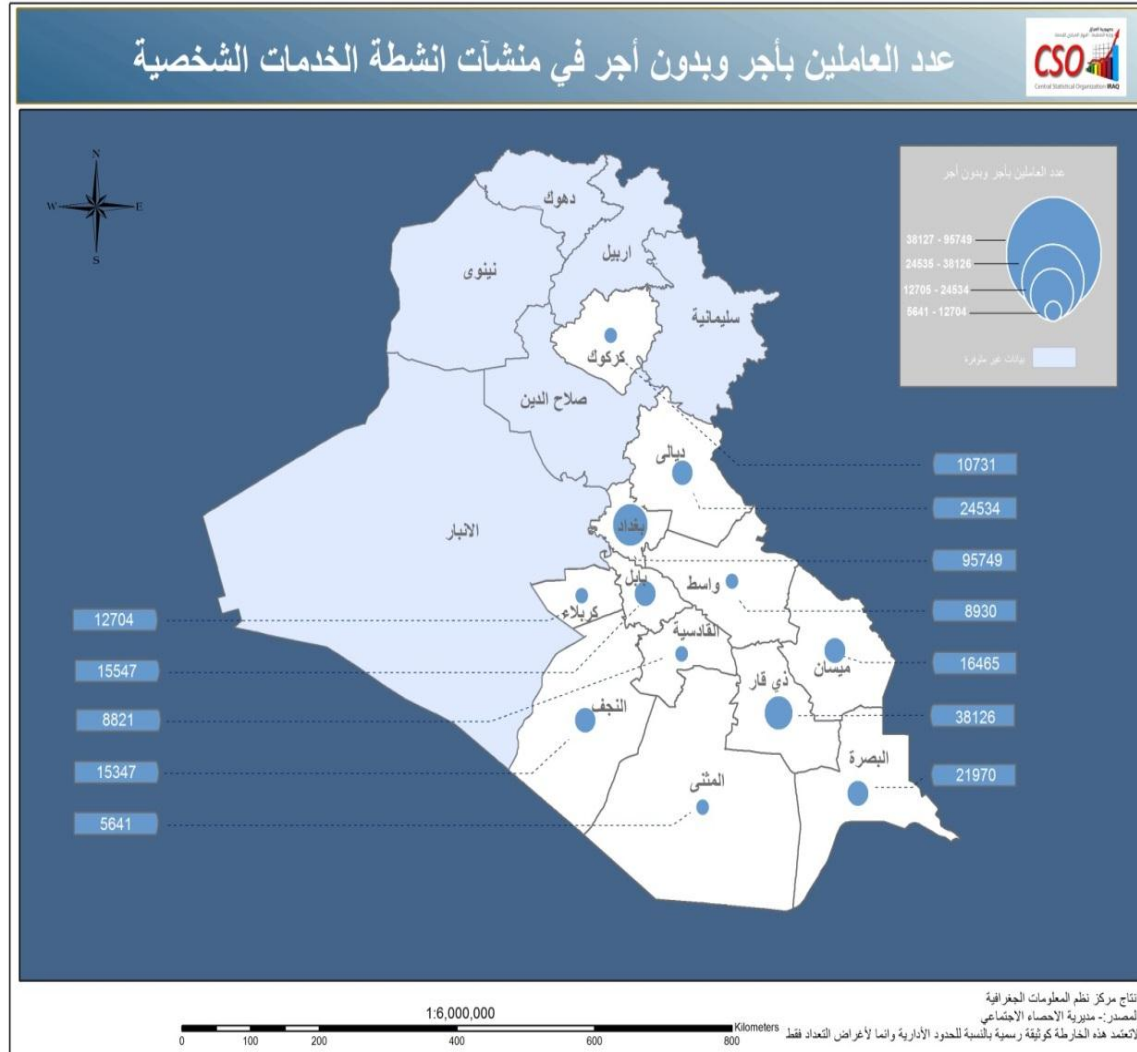 عدد العاملين بأجر وبدون أجر في منشآت انشطة الخدمات الشخصية
CSO
Central Statistical Organization IRAQ
N
W
E
S
عدد العاملين بأجر وبدون أجر
38127 - 95749
24535 - 38126
12705 - 24534
5641 - 12704
بيانات غير متوفرة
دهوك
نينوى
اربيل
سليمانية
كركوك
صلاح الدين
ديالى
الانبار
بغداد
واسط
بابل
كربلاء
القادسية
ميسان
ذي قار
النجف
البصرة
المثنى
10731
24534
95749
8930
16465
38126
21970
12704
15547
8821
15347
5641
1:6,000,000
Kilometers
0 100 200 400 600 800
نتاج مركز نظم المعلومات الجغرافية
المصدر:- مديرية الاحصاء الاجتماعي
لاتعتمد هذه الخارطة كوثيقة رسمية بالنسبة للحدود الأدارية وانما لأغراض التعداد فقط